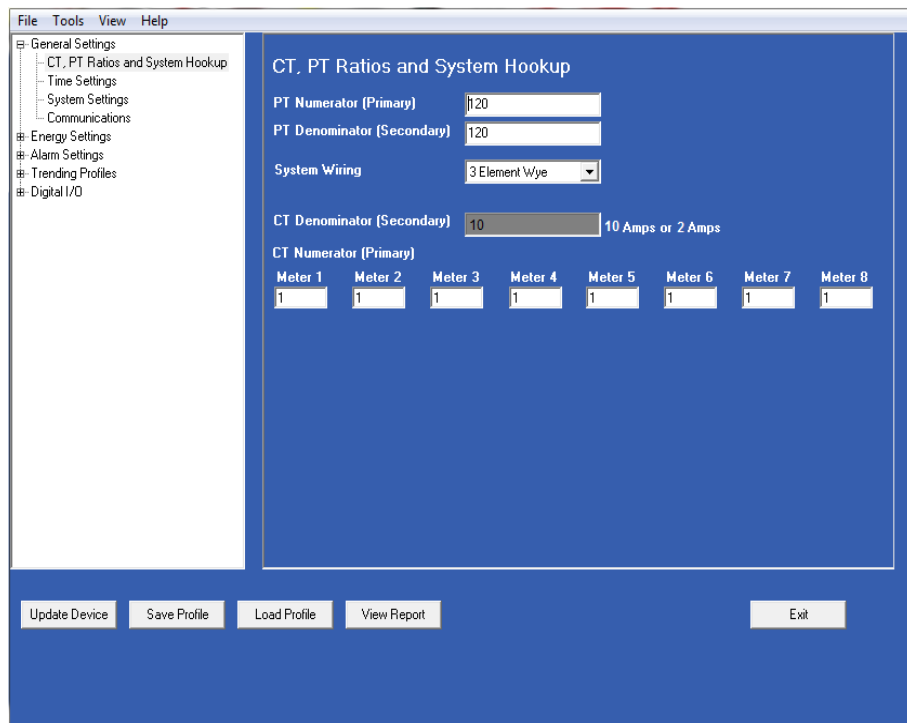 File Tools View Help
General Settings
CT, PT Ratios and System Hookup
Time Settings
System Settings
Communications
Energy Settings
Alarm Settings
Trending Profiles
Digital I/O
CT, PT Ratios and System Hookup
PT Numerator (Primary) 120
PT Denominator (Secondary) 120
System Wiring 3 Element Wye
CT Denominator (Secondary) 10 10 Amps or 2 Amps
CT Numerator (Primary)
Meter 1 Meter 2 Meter 3 Meter 4 Meter 5 Meter 6 Meter 7 Meter 8
1 1 1 1 1 1 1 1
Update Device Save Profile Load Profile View Report Exit